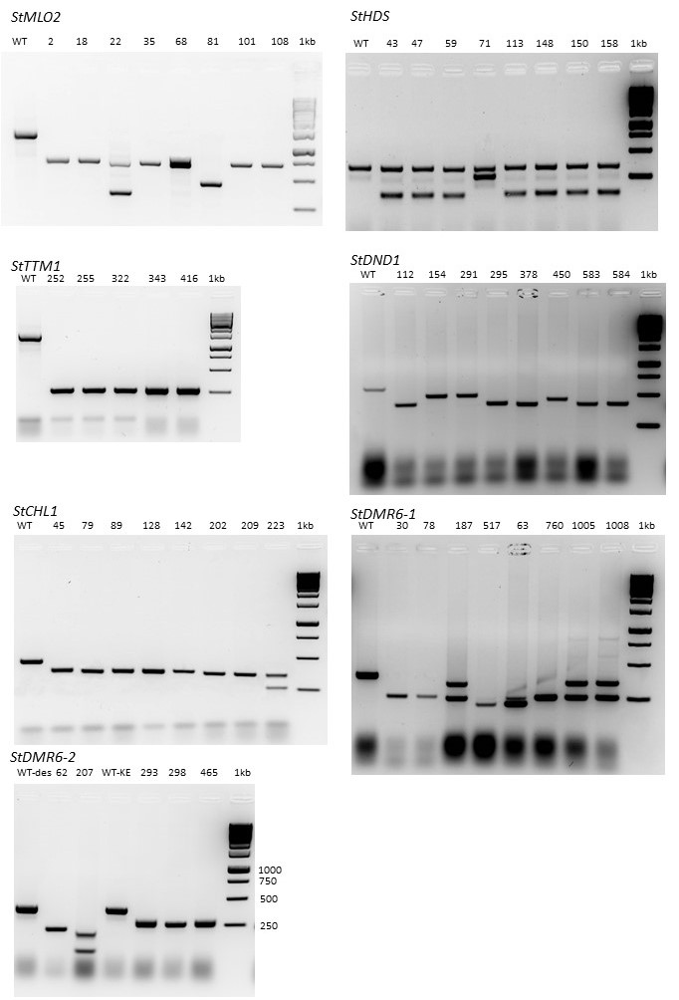 StMLO2
WT 2 18 22 35 68 81 101 108 1kb
StHDS
WT 43 47 59 71 113 148 150 158 1kb
StTTM1
WT 252 255 322 343 416 1kb
StDND1
WT 112 154 291 295 378 450 583 584 1kb
StCHL1
WT 45 79 89 128 142 202 209 223 1kb
StDMR6-1
WT 30 78 187 517 63 760 1005 1008 1kb
StDMR6-2
WT-des 62 207 WT-KE 293 298 465 1kb
1000
750
500
250